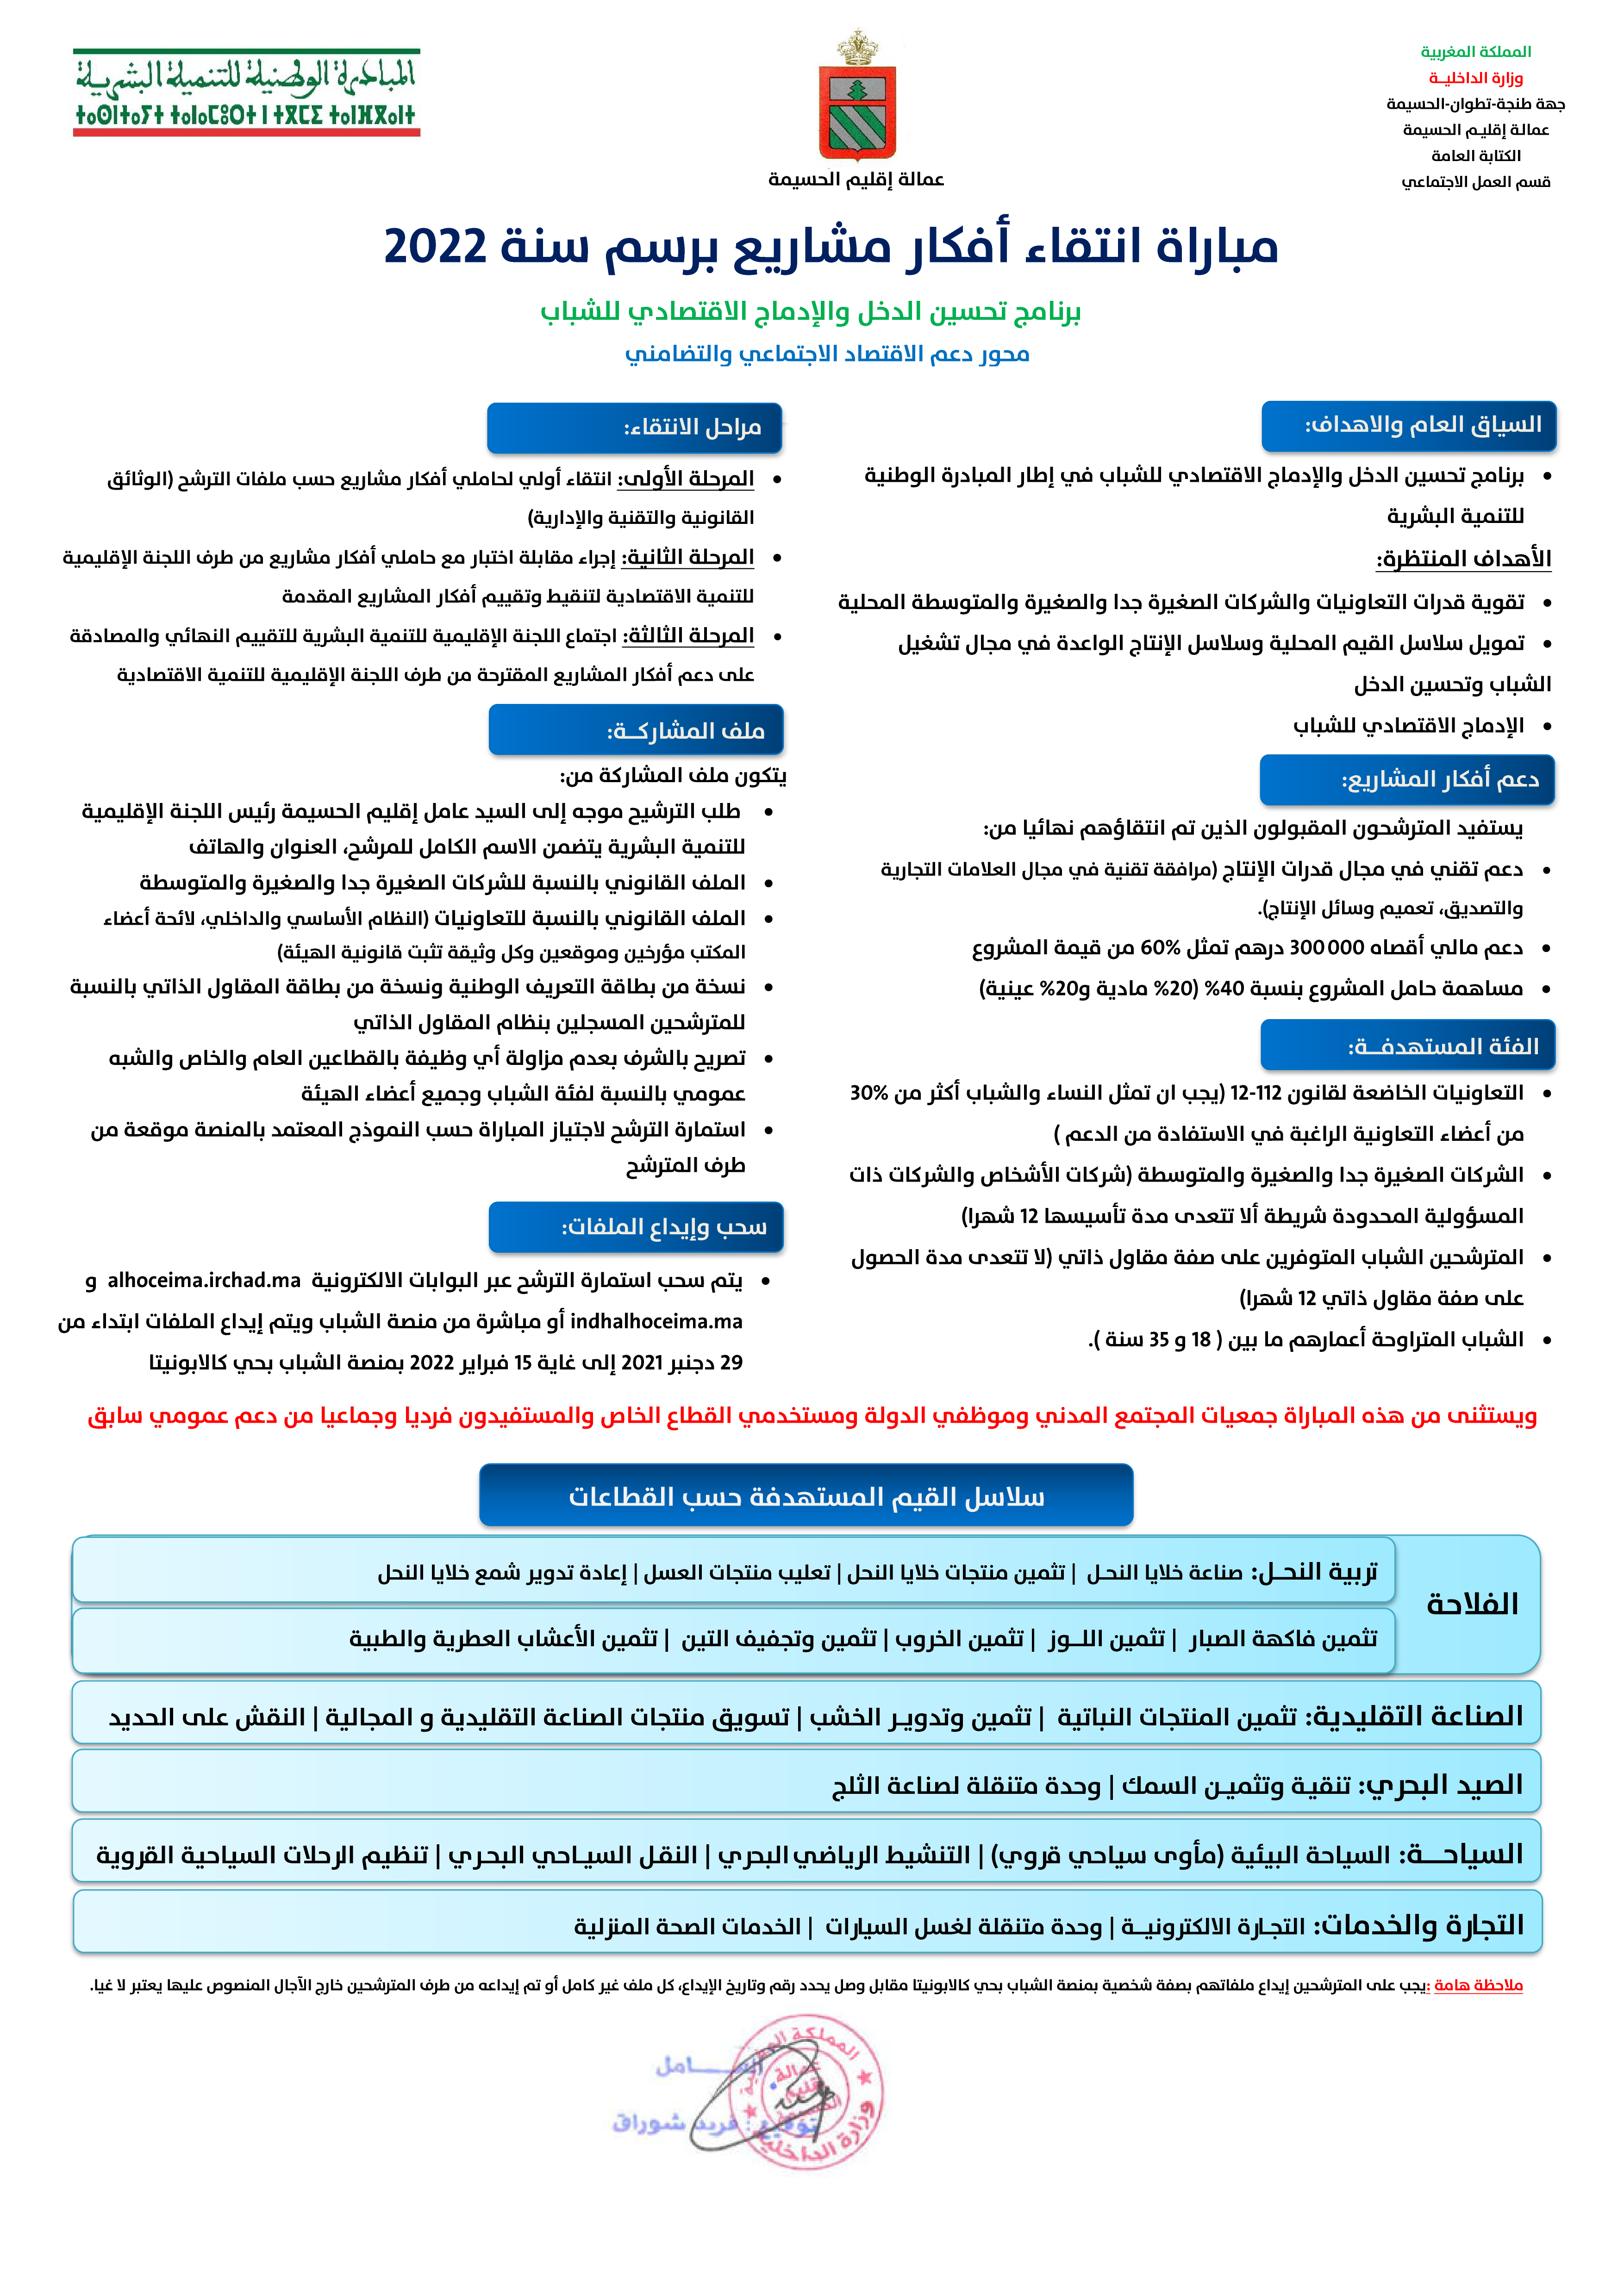 المملكة المغربية
وزارة الداخليــة
جهة طنجة-تطوان-الحسيمة
عمالة إقليم الحسيمة
الكتابة العامة
قسم العمل الاجتماعي
عمالة إقليم الحسيمة
المبادرة الوطنية للتنمية البشرية
ⵜⴰⵙⵏⵜⴰⵢⵜ ⵜⴰⵏⴰⵎⵓⵔⵜ ⵏ ⵜⴳⵎⵉ ⵜⴰⵏⴼⴳⴰⵏⵜ
مباراة انتقاء أفكار مشاريع برسم سنة 2022
برنامج تحسين الدخل والإدماج الاقتصادي للشباب
محور دعم الاقتصاد الاجتماعي والتضامني
السياق العام والاهداف:
• برنامج تحسين الدخل والإدماج الاقتصادي للشباب في إطار المبادرة الوطنية
للتنمية البشرية
الأهداف المنتظرة:
• تقوية قدرات التعاونيات والشركات الصغيرة جدا والصغيرة والمتوسطة المحلية
• تمويل سلاسل القيم المحلية وسلاسل الإنتاج الواعدة في مجال تشغيل
الشباب وتحسين الدخل
• الإدماج الاقتصادي للشباب
دعم أفكار المشاريع:
يستفيد المترشحون المقبولون الذين تم انتقاؤهم نهائيا من:
• دعم تقني في مجال قدرات الإنتاج (مرافقة تقنية في مجال العلامات التجارية
والتصديق، تعميم وسائل الإنتاج).
• دعم مالي أقصاه 300 000 درهم تمثل 60% من قيمة المشروع
• مساهمة حامل المشروع بنسبة 40% (20% مادية و20% عينية)
الفئة المستهدفــة:
• التعاونيات الخاضعة لقانون 112-12 (يجب ان تمثل النساء والشباب أكثر من 30%
من أعضاء التعاونية الراغبة في الاستفادة من الدعم )
• الشركات الصغيرة جدا والصغيرة والمتوسطة (شركات الأشخاص والشركات ذات
المسؤولية المحدودة شريطة ألا تتعدى مدة تأسيسها 12 شهرا)
• المترشحين الشباب المتوفرين على صفة مقاول ذاتي (لا تتعدى مدة الحصول
على صفة مقاول ذاتي 12 شهرا)
• الشباب المتراوحة أعمارهم ما بين ( 18 و 35 سنة ).
مراحل الانتقاء:
• المرحلة الأولى: انتقاء أولي لحاملي أفكار مشاريع حسب ملفات الترشح (الوثائق
القانونية والتقنية والإدارية)
• المرحلة الثانية: إجراء مقابلة اختبار مع حاملي أفكار مشاريع من طرف اللجنة الإقليمية
للتنمية الاقتصادية لتنقيط وتقييم أفكار المشاريع المقدمة
• المرحلة الثالثة: اجتماع اللجنة الإقليمية للتنمية البشرية للتقييم النهائي والمصادقة
على دعم أفكار المشاريع المقترحة من طرف اللجنة الإقليمية للتنمية الاقتصادية
ملف المشاركــة:
يتكون ملف المشاركة من:
• طلب الترشيح موجه إلى السيد عامل إقليم الحسيمة رئيس اللجنة الإقليمية
للتنمية البشرية يتضمن الاسم الكامل للمرشح، العنوان والهاتف
• الملف القانوني بالنسبة للشركات الصغيرة جدا والصغيرة والمتوسطة
• الملف القانوني بالنسبة للتعاونيات (النظام الأساسي والداخلي، لائحة أعضاء
المكتب مؤرخين وموقعين وكل وثيقة تثبت قانونية الهيئة)
• نسخة من بطاقة التعريف الوطنية ونسخة من بطاقة المقاول الذاتي بالنسبة
للمترشحين المسجلين بنظام المقاول الذاتي
• تصريح بالشرف بعدم مزاولة أي وظيفة بالقطاعين العام والخاص والشبه
عمومي بالنسبة لفئة الشباب وجميع أعضاء الهيئة
• استمارة الترشح لاجتياز المباراة حسب النموذج المعتمد بالمنصة موقعة من
طرف المترشح
سحب وإيداع الملفات:
• يتم سحب استمارة الترشح عبر البوابات الالكترونية alhoceima.irchad.ma و
indhalhoceima.ma أو مباشرة من منصة الشباب ويتم إيداع الملفات ابتداء من
29 دجنبر 2021 إلى غاية 15 فبراير 2022 بمنصة الشباب بحي كالابونيتا
ويستثنى من هذه المباراة جمعيات المجتمع المدني وموظفي الدولة ومستخدمي القطاع الخاص والمستفيدون فرديا وجماعيا من دعم عمومي سابق
سلاسل القيم المستهدفة حسب القطاعات
الفلاحة
تربية النحـل: صناعة خلايا النحـل | تثمين منتجات خلايا النحل | تعليب منتجات العسل | إعادة تدوير شمع خلايا النحل
تثمين فاكهة الصبار | تثمين اللــوز | تثمين الخروب | تثمين وتجفيف التين | تثمين الأعشاب العطرية والطبية
الصناعة التقليدية: تثمين المنتجات النباتية | تثمين وتدويـر الخشب | تسويق منتجات الصناعة التقليدية و المجالية | النقش على الحديد
الصيد البحري: تنقيـة وتثميـن السمك | وحدة متنقلة لصناعة الثلج
السياحـــة: السياحة البيئية (مأوى سياحي قروي) | التنشيط الرياضي البحري | النقـل السيـاحي البحـري | تنظيم الرحلات السياحية القروية
التجارة والخدمات: التجـارة الالكترونيــة | وحدة متنقلة لغسل السيارات | الخدمات الصحة المنزلية
ملاحظة هامة :يجب على المترشحين إيداع ملفاتهم بصفة شخصية بمنصة الشباب بحي كالابونيتا مقابل وصل يحدد رقم وتاريخ الإيداع، كل ملف غير كامل أو تم إيداعه من طرف المترشحين خارج الآجال المنصوص عليها يعتبر لا غيا.
العـــــامل
توقيع : فريد شوراق
المملكة المغربية
وزارة الداخلية
عمالة
إقليم
الحسيمة